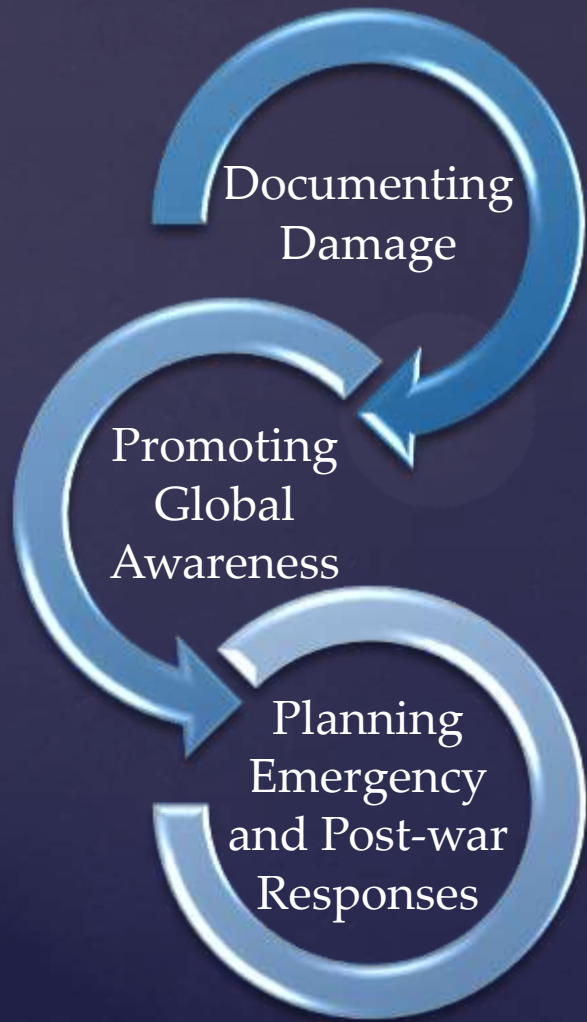 Documenting
Damage
Promoting
Global
Awareness
Planning
Emergency
and Post-war
Responses